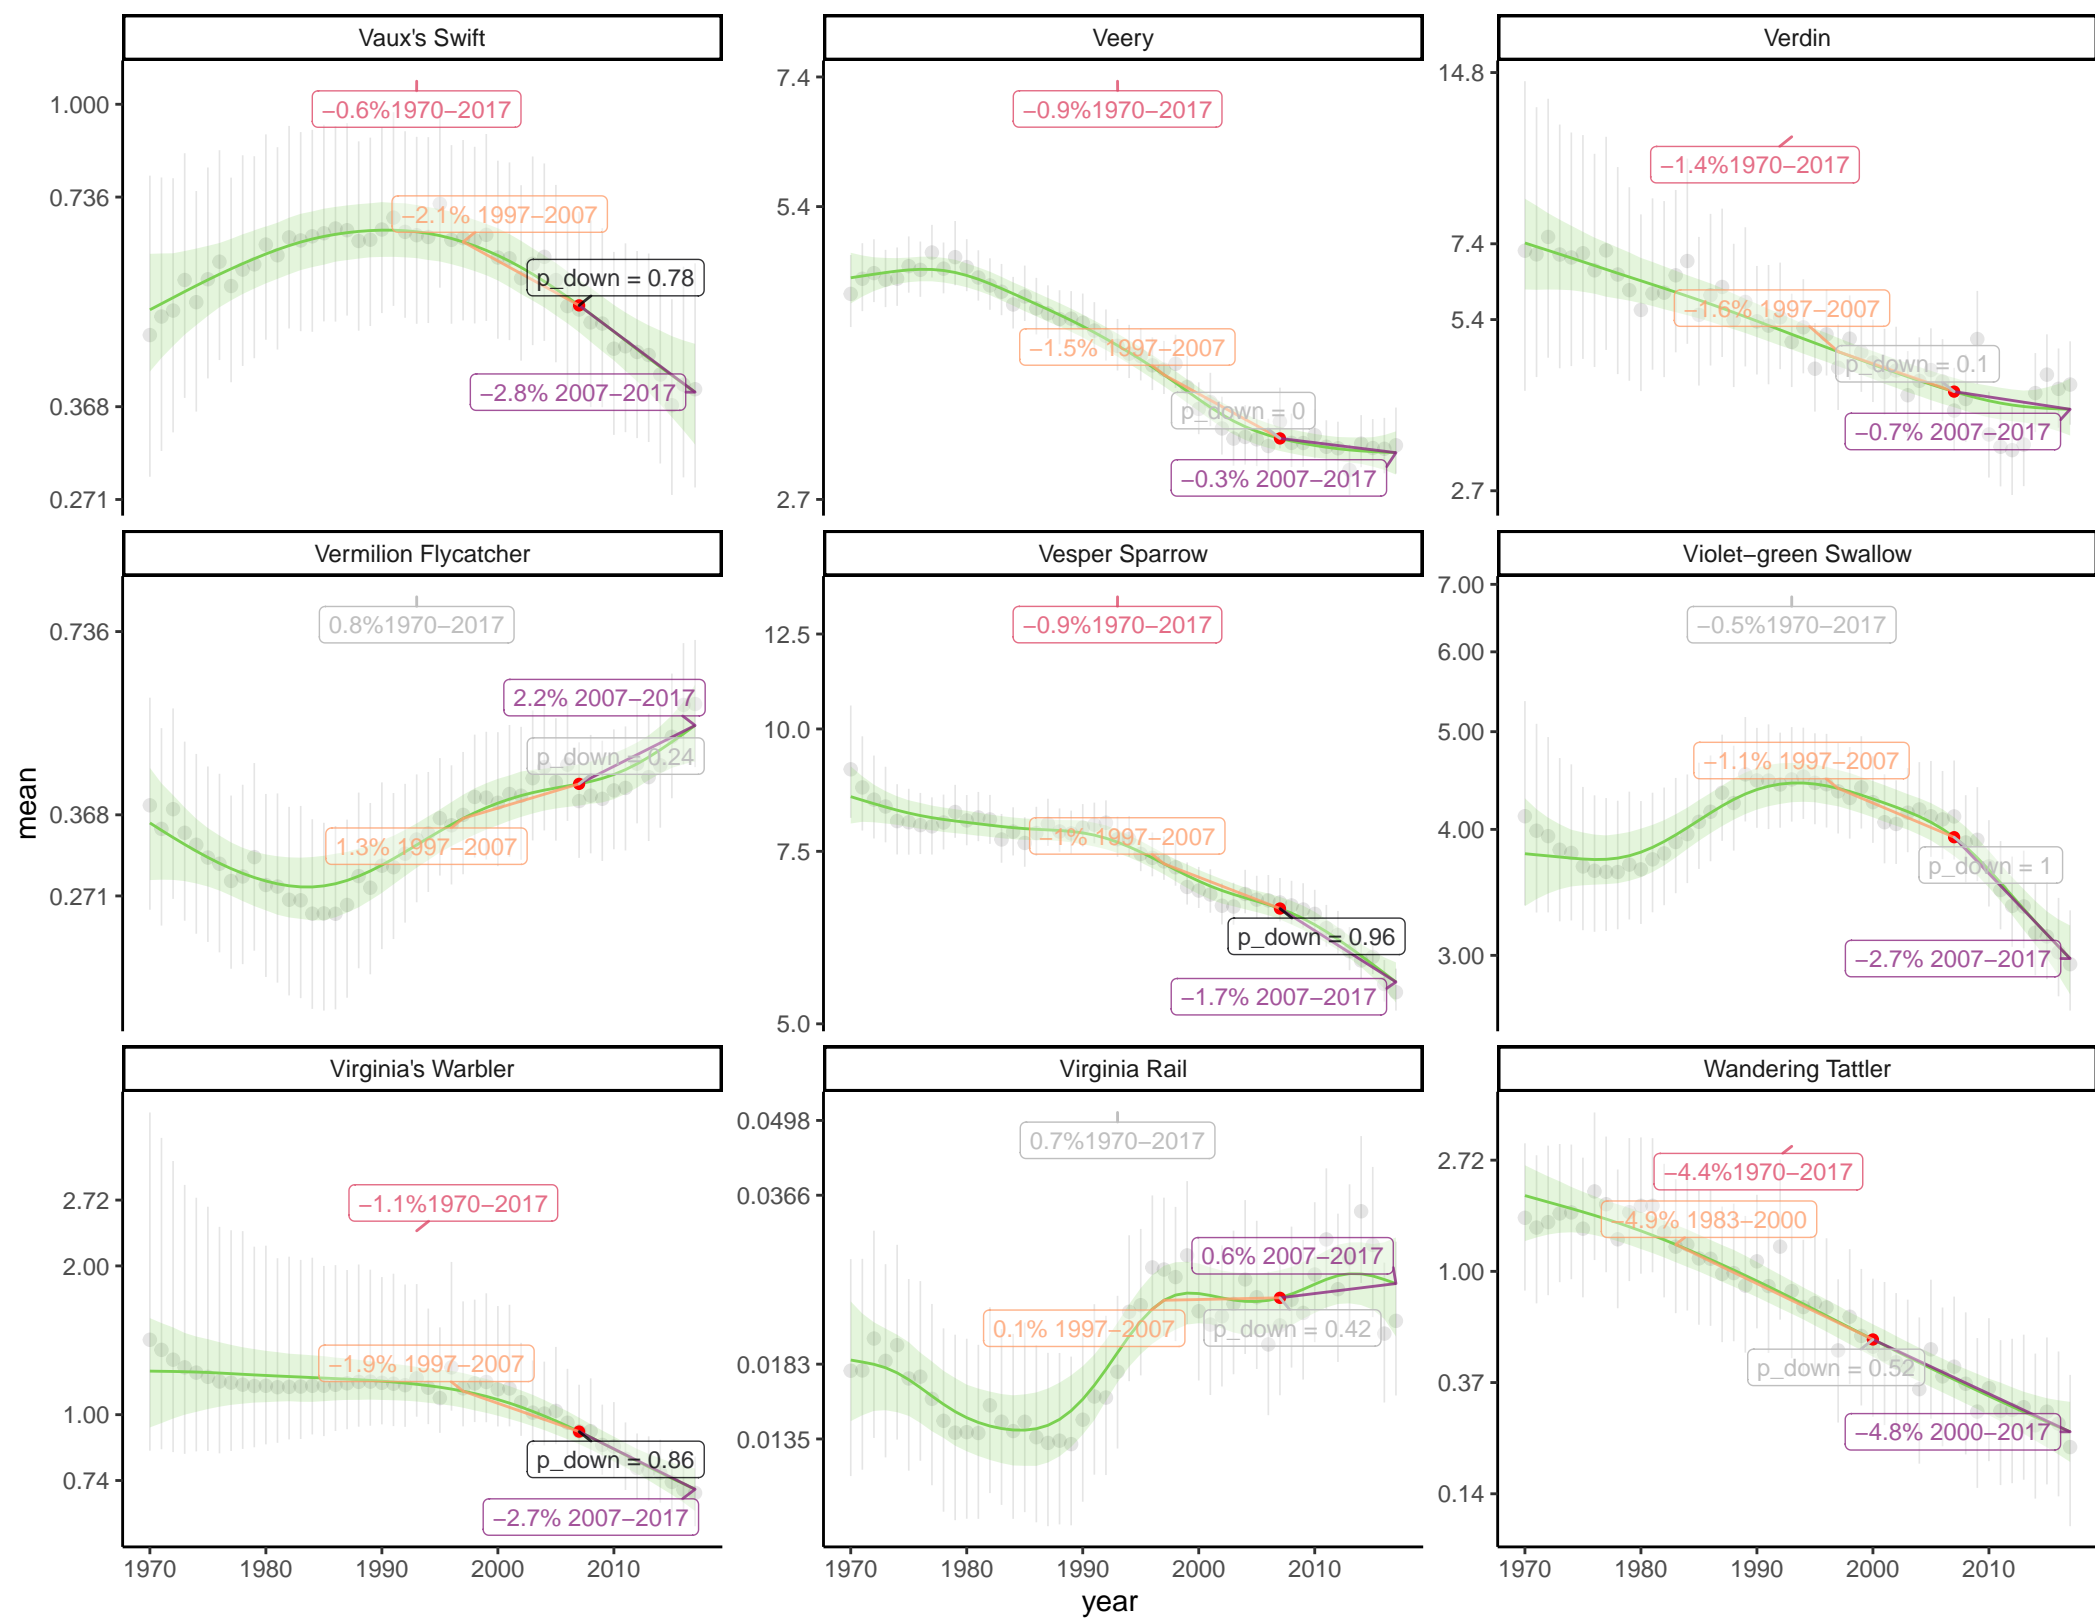 Vaux's Swift
1.000
0.736
0.368
0.271
−0.6%1970−2017
−2.1% 1997−2007
p_down = 0.78
−2.8% 2007−2017
Veery
7.4
5.4
2.7
−0.9%1970−2017
−1.5% 1997−2007
p_down = 0
−0.3% 2007−2017
Verdin
14.8
7.4
5.4
2.7
−1.4%1970−2017
−1.6% 1997−2007
p_down = 0.1
−0.7% 2007−2017
mean
Vermilion Flycatcher
0.736
0.368
0.271
0.8%1970−2017
2.2% 2007−2017
p_down = 0.24
1.3% 1997−2007
Vesper Sparrow
12.5
10.0
7.5
5.0
−0.9%1970−2017
−1% 1997−2007
p_down = 0.96
−1.7% 2007−2017
Violet−green Swallow
7.00
6.00
5.00
4.00
3.00
−0.5%1970−2017
−1.1% 1997−2007
p_down = 1
−2.7% 2007−2017
Virginia's Warbler
2.72
2.00
1.00
0.74
−1.1%1970−2017
−1.9% 1997−2007
p_down = 0.86
−2.7% 2007−2017
1970 1980 1990 2000 2010
Virginia Rail
0.0498
0.0366
0.0183
0.0135
0.7%1970−2017
0.6% 2007−2017
0.1% 1997−2007
p_down = 0.42
1970 1980 1990 2000 2010
Wandering Tattler
2.72
1.00
0.37
0.14
−4.4%1970−2017
−4.9% 1983−2000
p_down = 0.52
−4.8% 2000−2017
1970 1980 1990 2000 2010
year